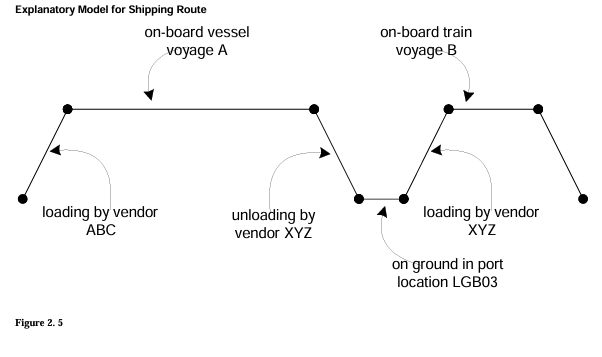 Explanatory Model for Shipping Route
on-board vessel
voyage A
on-board train
voyage B
loading by vendor
ABC
unloading by
vendor XYZ
loading by vendor
XYZ
on ground in port
location LGB03
Figure 2. 5